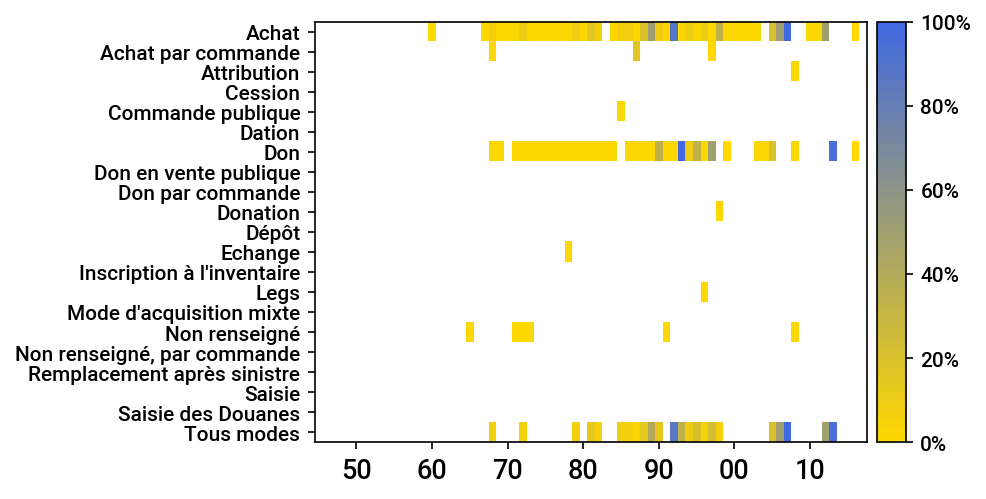 Achat
Achat par commande
Attribution
Cession
Commande publique
Dation
Don
Don en vente publique
Don par commande
Donation
Dépôt
Echange
Inscription à l'inventaire
Legs
Mode d'acquisition mixte
Non renseigné
Non renseigné, par commande
Remplacement après sinistre
Saisie
Saisie des Douanes
Tous modes
50 60 70 80 90 00 10
100%
80%
60%
40%
20%
0%